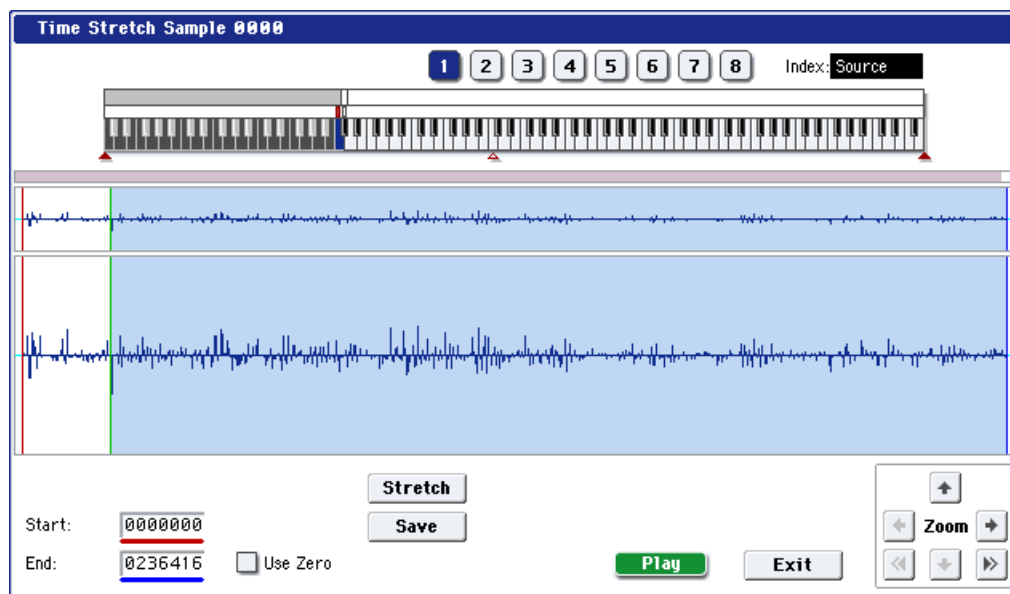 Time Stretch Sample 0000
1 2 3 4 5 6 7 8 Index: Source
Stretch
Start: 0000000 Save Zoom
End: 0236416 Use Zero Play Exit